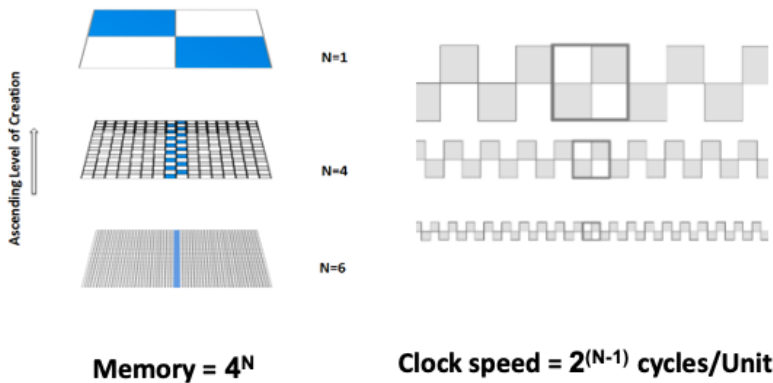 Ascending Level of Creation
N=1
N=4
N=6
Memory = 4^N
Clock speed = 2^(N-1) cycles/Unit